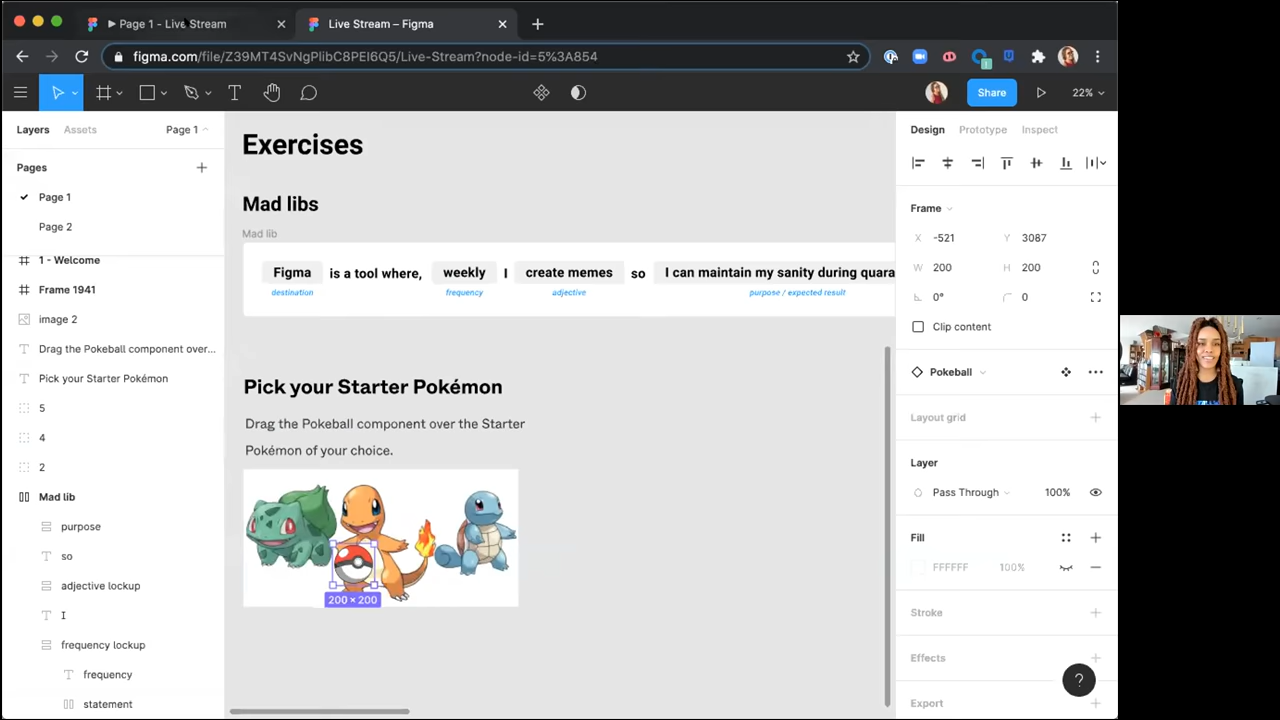 Page 1 - Live Stream
Live Stream – Figma
figma.com/file/Z39MT4SvNgPlibC8PEI6Q5/Live-Stream?node-id=5%3A854
Share
22%
Layers
Assets
Page 1
Pages
Page 1
Page 2
1 - Welcome
Frame 1941
image 2
Drag the Pokeball component over...
Pick your Starter Pokémon
5
4
2
Mad lib
purpose
so
adjective lockup
I
frequency lockup
frequency
statement
Exercises
Mad libs
Mad lib
Figma is a tool where, weekly I create memes so I can maintain my sanity during quara
destination frequency adjective purpose / expected result
Pick your Starter Pokémon
Drag the Pokeball component over the Starter
Pokémon of your choice.
200 × 200
Design
Prototype
Inspect
Frame
X -521 Y 3087
W 200 H 200
0° 0
Clip content
Pokeball
Layout grid
Layer
Pass Through 100%
Fill
FFFFFF 100%
Stroke
Effects
Export
?